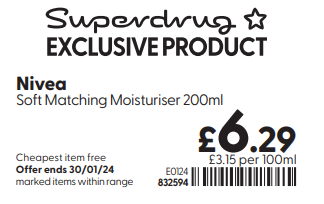 Superdrug
EXCLUSIVE PRODUCT
Nivea
Soft Matching Moisturiser 200ml
£6.29
£3.15 per 100ml
Cheapest item free
Offer ends 30/01/24
marked items within range
E0124
832594